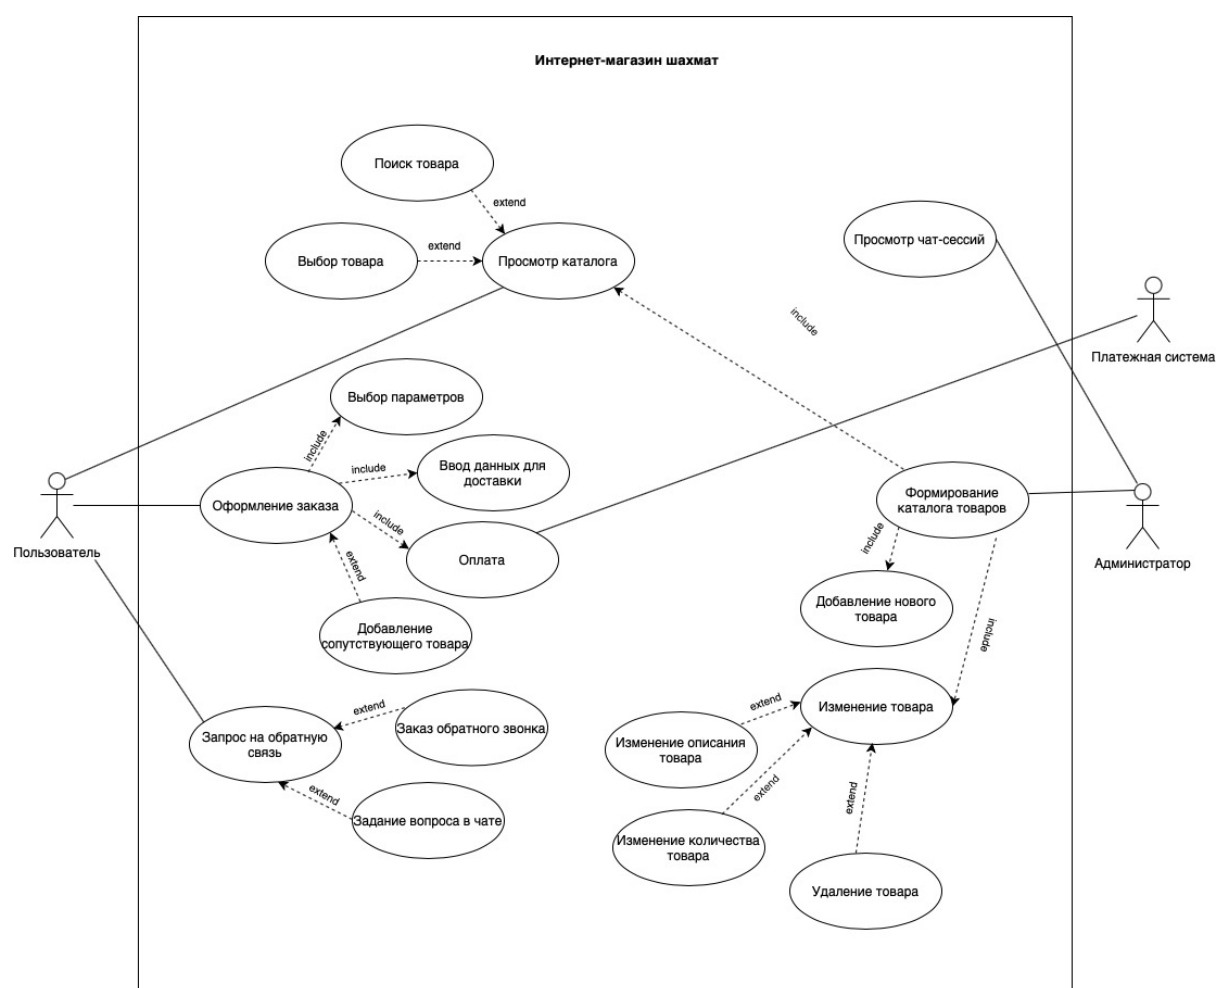 Интернет-магазин шахмат
Поиск товара
extend
Выбор товара
extend
Просмотр каталога
Просмотр чат-сессий
include
Платежная система
Выбор параметров
include
include
Ввод данных для
доставки
Оформление заказа
include
Оплата
Пользователь
extend
Добавление
сопутствующего товара
Формирование
каталога товаров
Администратор
include
Добавление нового
товара
include
Изменение товара
extend
Изменение описания
товара
extend
Изменение количества
товара
extend
Удаление товара
Запрос на обратную
связь
extend
Заказ обратного звонка
extend
Задание вопроса в чате